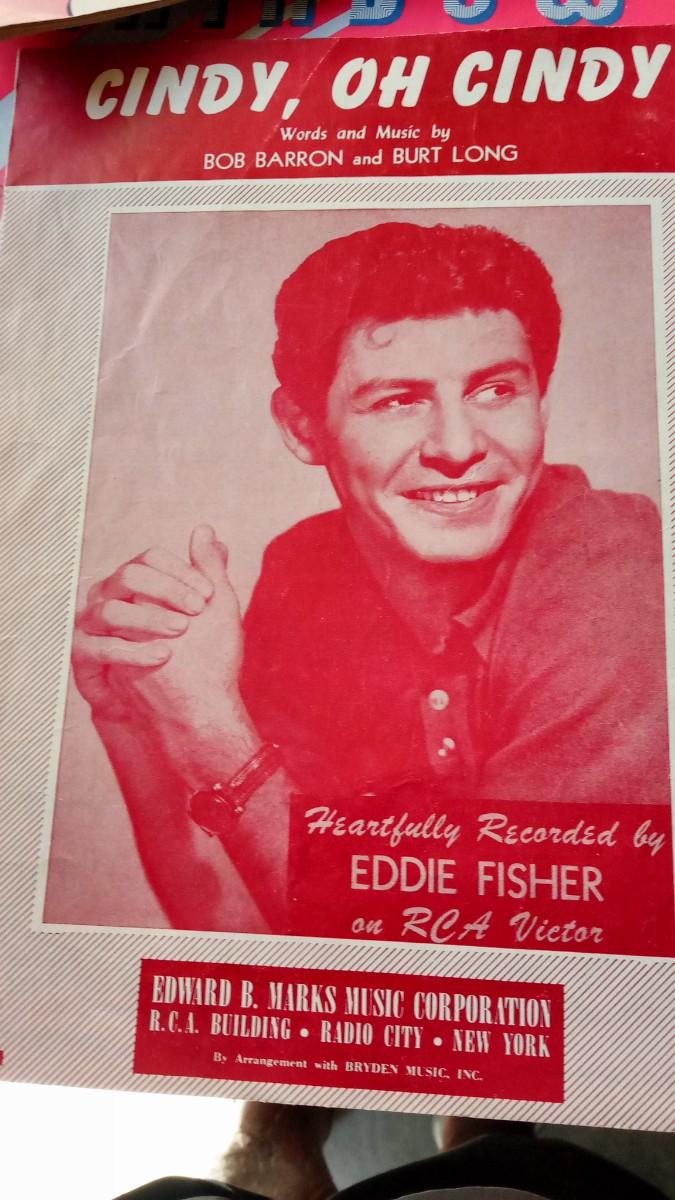 CINDY, OH CINDY
Words and Music by
BOB BARRON and BURT LONG
Heartfully Recorded by
EDDIE FISHER
on RCA Victor
EDWARD B. MARKS MUSIC CORPORATION
R.C.A. BUILDING • RADIO CITY • NEW YORK
By Arrangement with BRYDEN MUSIC, INC.